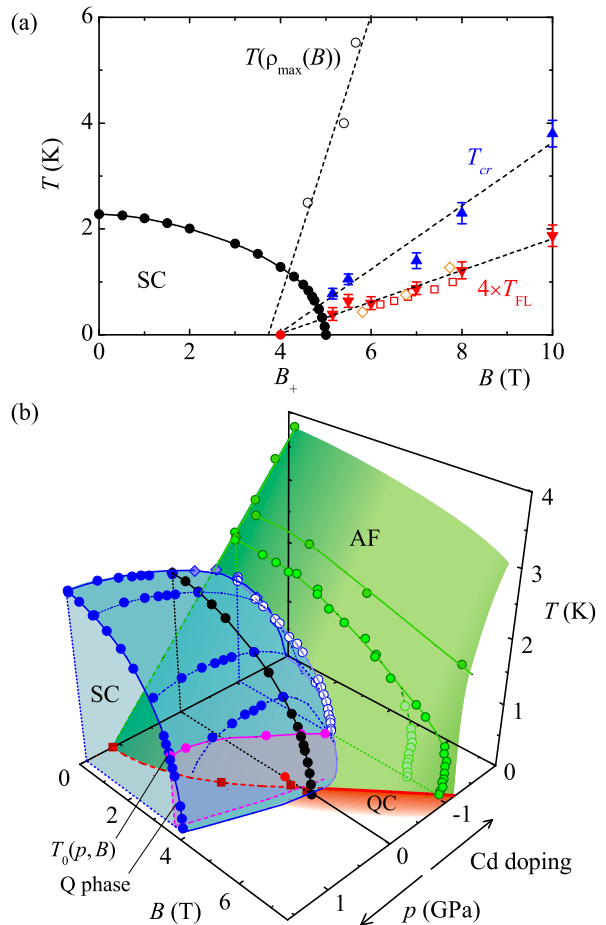 (a)
6
4
2
0
T (K)
T(ρmax(B))
Tcr
SC
4×TFL
0
2
4
6
8
10
B+
B (T)
(b)
4
AF
3
T (K)
2
SC
1
0
0
QC
-1
2
T0(p, B)
4
Cd doping
Q phase
0
6
B (T)
1
p (GPa)